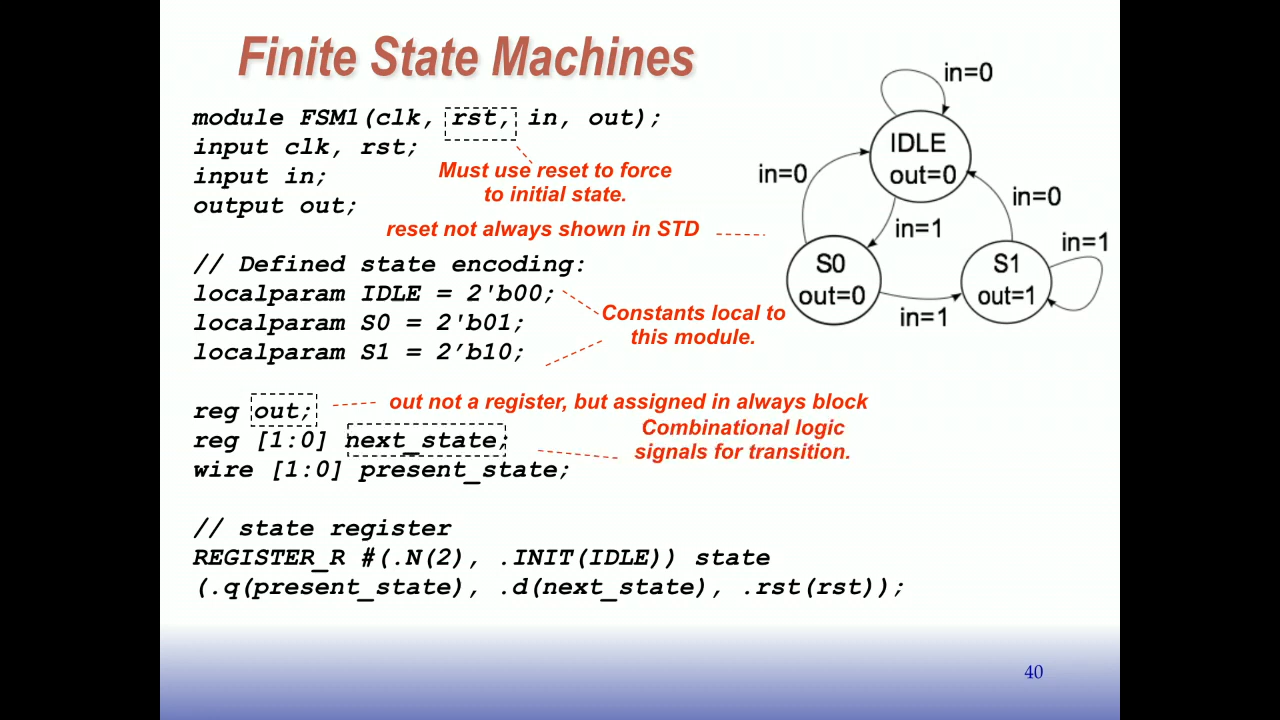 Finite State Machines
module FSM1(clk, rst, in, out);
input clk, rst;
input in;
output out;
Must use reset to force
to initial state.
reset not always shown in STD
// Defined state encoding:
localparam IDLE = 2'b00;
localparam S0 = 2'b01;
localparam S1 = 2’b10;
Constants local to
this module.
reg out;
out not a register, but assigned in always block
reg [1:0] next_state;
wire [1:0] present_state;
Combinational logic
signals for transition.
// state register
REGISTER_R #(.N(2), .INIT(IDLE)) state
(.q(present_state), .d(next_state), .rst(rst));
in=0
IDLE
out=0
in=0
in=0
in=1
in=1
S0
out=0
S1
out=1
in=1
40